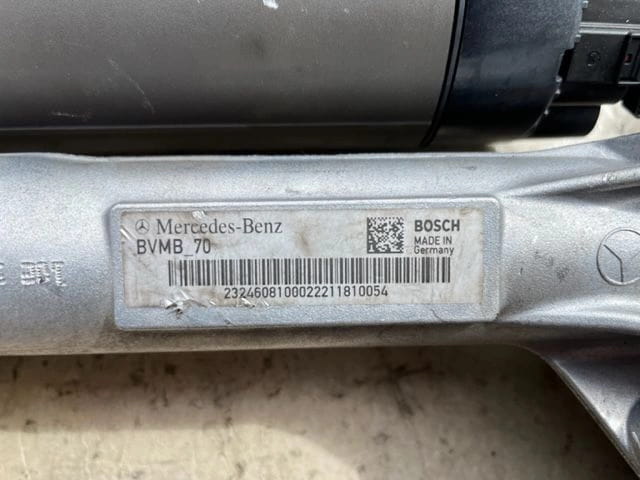 Mercedes-Benz
BVMB_70
BOSCH
MADE IN
Germany
2324608100022211810054